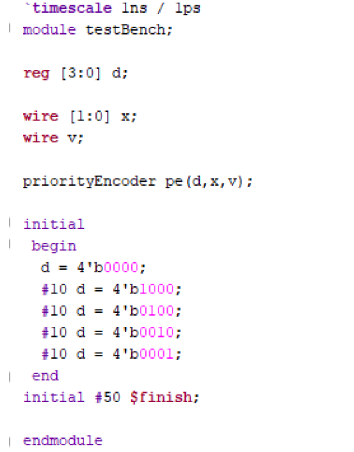 `timescale 1ns / 1ps
module testBench;
reg [3:0] d;
wire [1:0] x;
wire v;
priorityEncoder pe(d,x,v);
initial
begin
d = 4'b0000;
#10 d = 4'b1000;
#10 d = 4'b0100;
#10 d = 4'b0010;
#10 d = 4'b0001;
end
initial #50 $finish;
endmodule